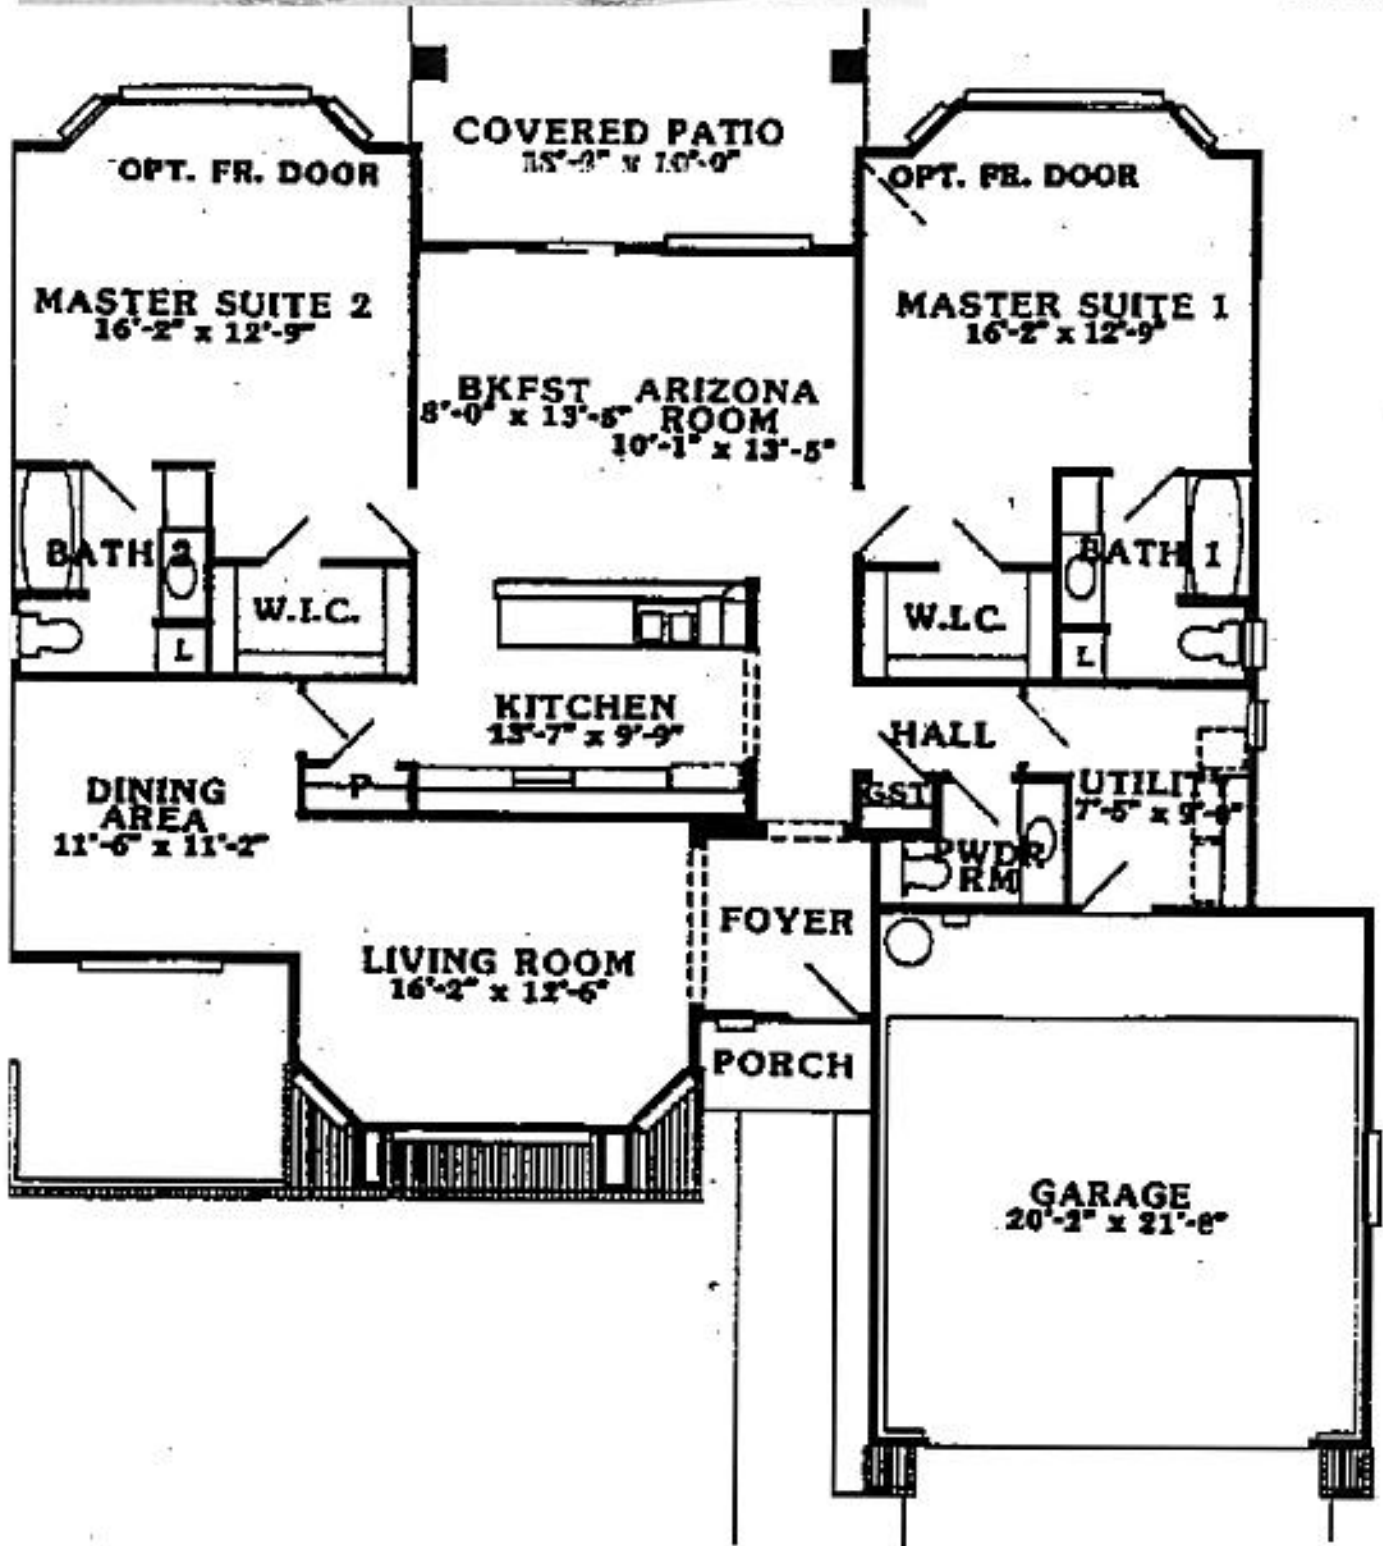 COVERED PATIO
OPT. FR. DOOR
OPT. FR. DOOR
MASTER SUITE 2
16'-2" x 12'-9"
MASTER SUITE 1
16'-2" x 12'-9"
BKFST
8'-0" x 13'-5"
ARIZONA
ROOM
10'-1" x 13'-5"
BATH 2
W.I.C.
L
W.I.C.
BATH 1
L
KITCHEN
13'-7" x 9'-9"
HALL
DINING
AREA
11'-6" x 11'-2"
P
GST
UTILITY
PWDR
RM
FOYER
LIVING ROOM
16'-2" x 12'-6"
PORCH
GARAGE
20'-2" x